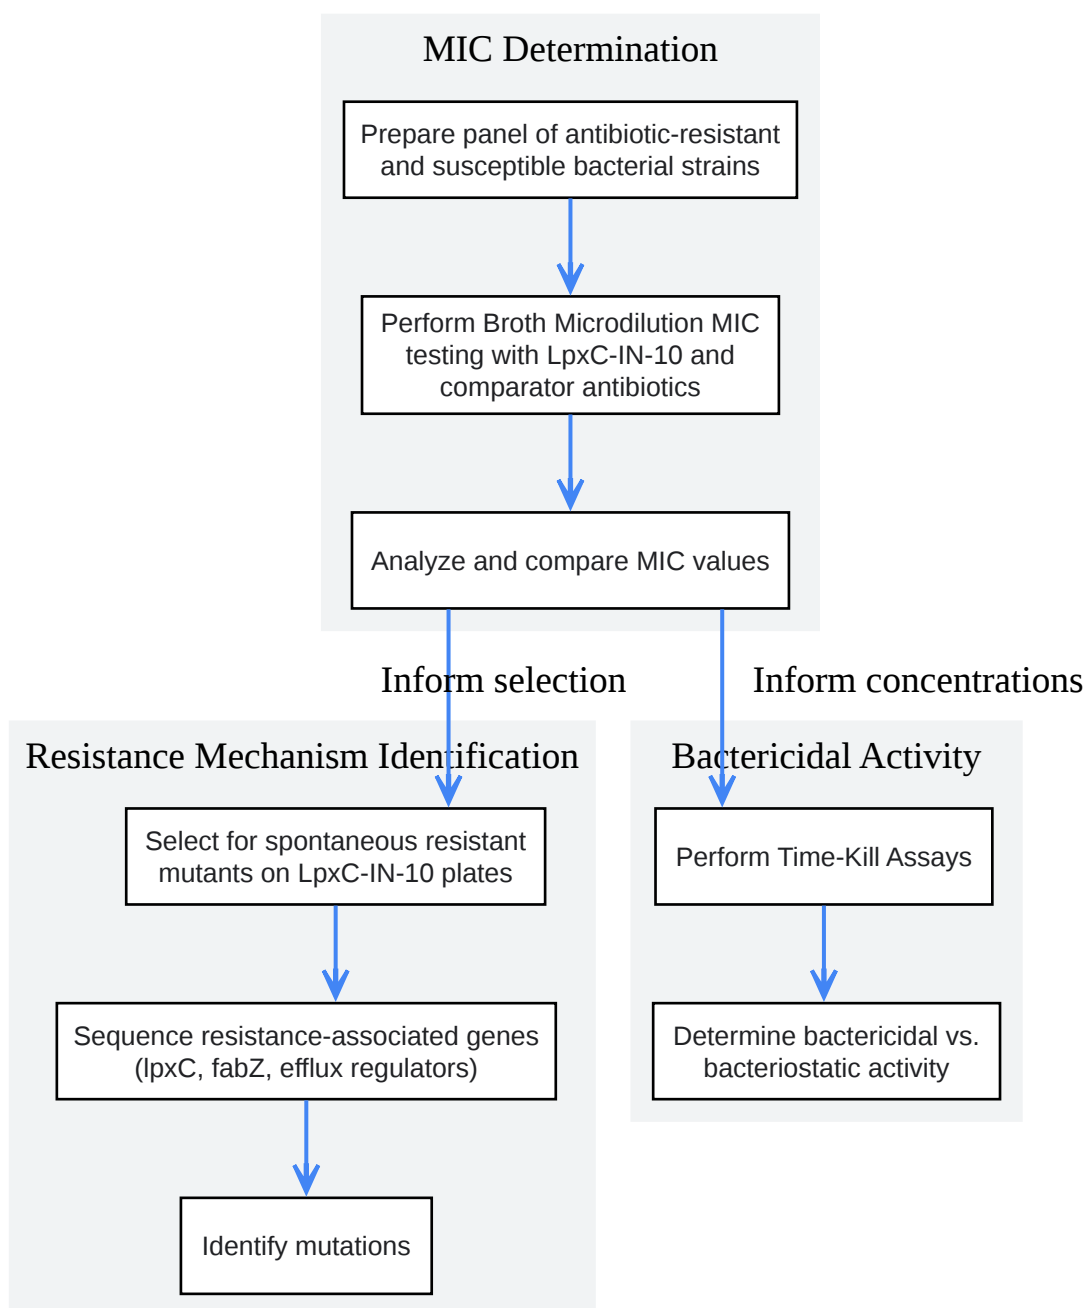 MIC Determination
Prepare panel of antibiotic-resistant
and susceptible bacterial strains
Perform Broth Microdilution MIC
testing with LpxC-IN-10 and
comparator antibiotics
Analyze and compare MIC values
Inform selection
Inform concentrations
Resistance Mechanism Identification
Select for spontaneous resistant
mutants on LpxC-IN-10 plates
Sequence resistance-associated genes
(lpxC, fabZ, efflux regulators)
Identify mutations
Bactericidal Activity
Perform Time-Kill Assays
Determine bactericidal vs.
bacteriostatic activity